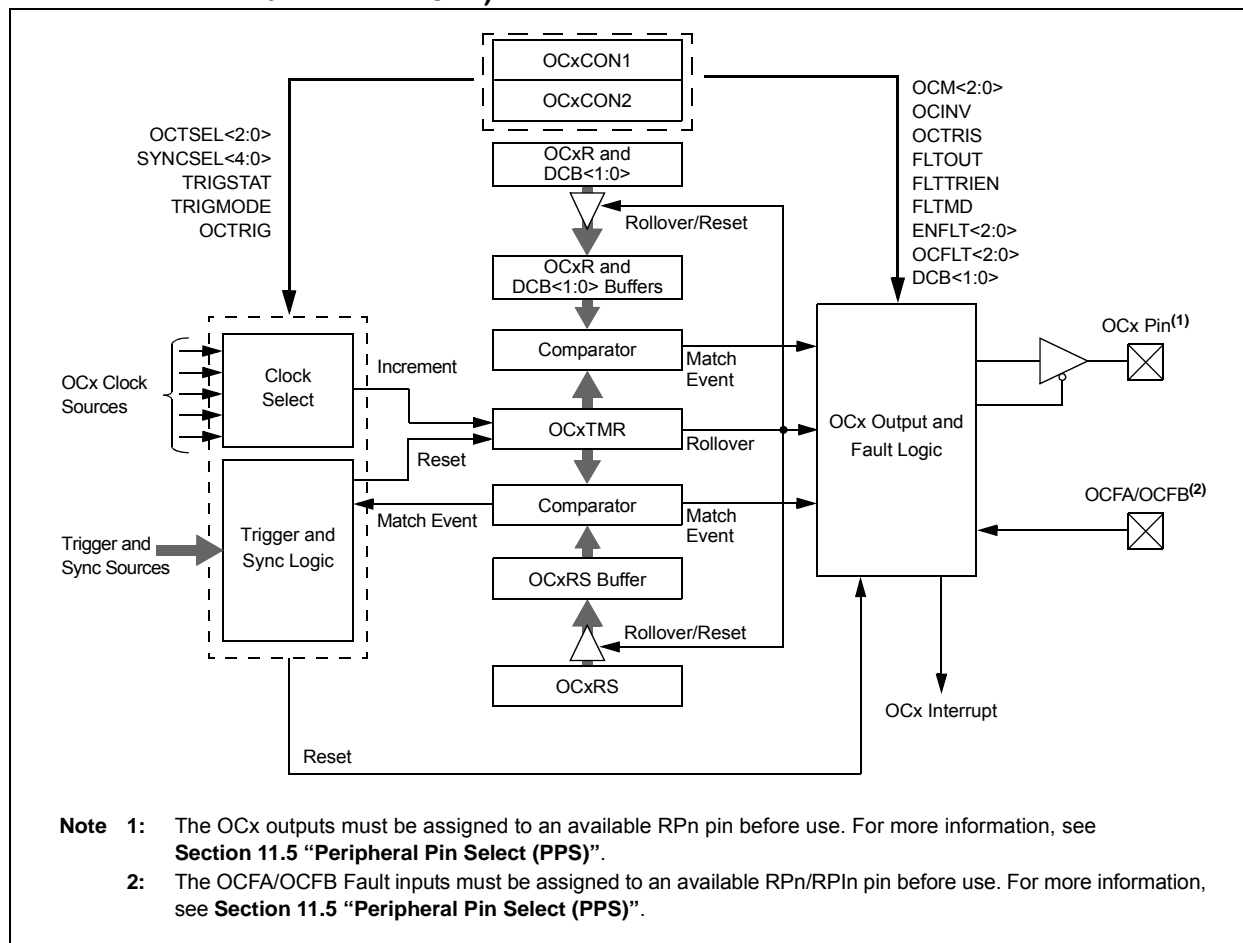 OCxCON1
OCxCON2
OCTSEL<2:0>
SYNCSEL<4:0>
TRIGSTAT
TRIGMODE
OCTRIG
OCM<2:0>
OCINV
OCTRIS
FLTOUT
FLTTRIEN
FLTMD
ENFLT<2:0>
OCFLT<2:0>
DCB<1:0>
OCxR and
DCB<1:0>
Rollover/Reset
OCxR and
DCB<1:0> Buffers
Comparator
Match
Event
OCx Clock
Sources
Clock
Select
Increment
OCxTMR
Rollover
Reset
OCx Output and
Fault Logic
OCx Pin(1)
Trigger and
Sync Sources
Trigger and
Sync Logic
Match Event
Comparator
Match
Event
OCFA/OCFB(2)
OCxRS Buffer
Rollover/Reset
OCxRS
OCx Interrupt
Reset
Note 1: The OCx outputs must be assigned to an available RPn pin before use. For more information, see
Section 11.5 “Peripheral Pin Select (PPS)”.
2: The OCFA/OCFB Fault inputs must be assigned to an available RPn/RPIn pin before use. For more information,
see Section 11.5 “Peripheral Pin Select (PPS)”.